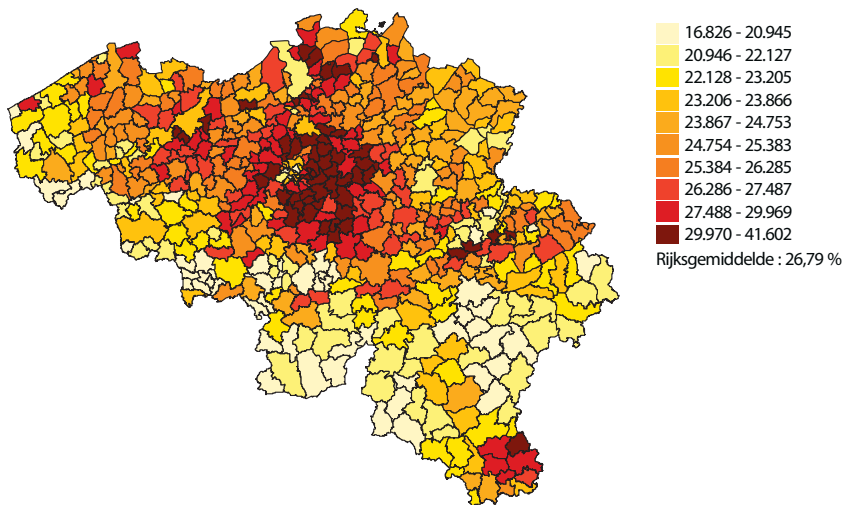 16.826 - 20.945
20.946 - 22.127
22.128 - 23.205
23.206 - 23.866
23.867 - 24.753
24.754 - 25.383
25.384 - 26.285
26.286 - 27.487
27.488 - 29.969
29.970 - 41.602
Rijksgemiddelde : 26,79 %